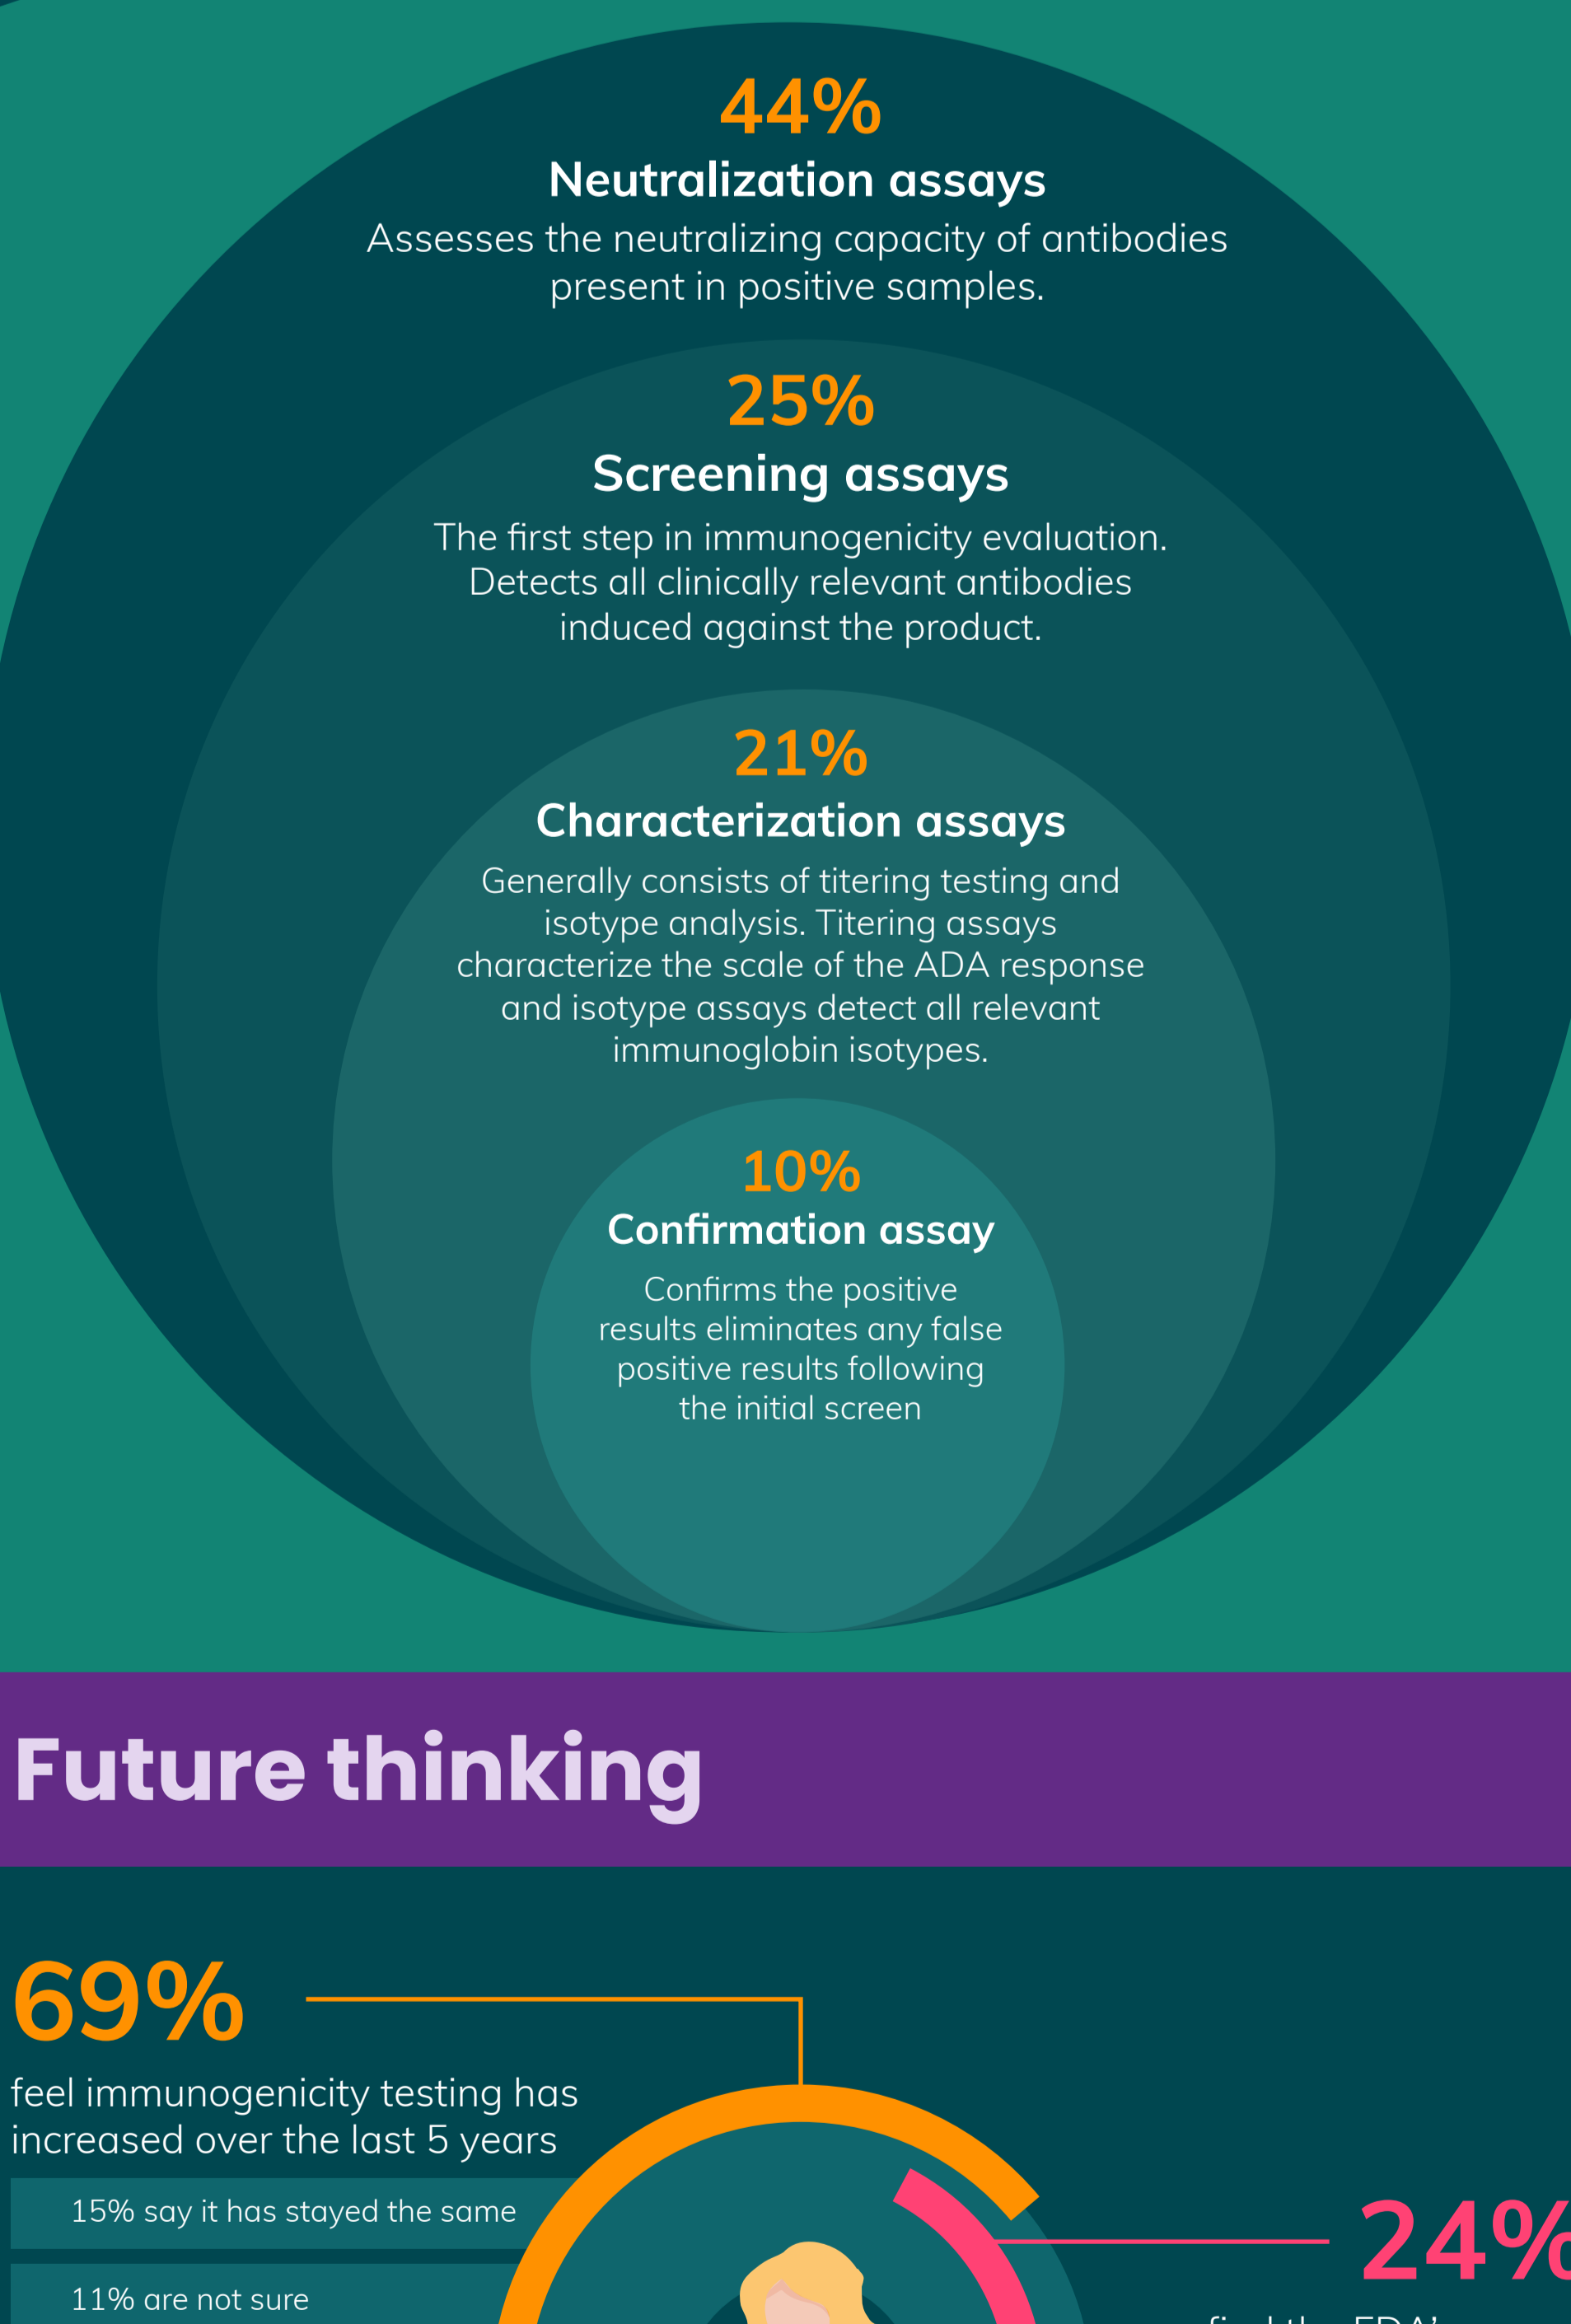 44%
Neutralization assays
Assesses the neutralizing capacity of antibodies
present in positive samples.
25%
Screening assays
The first step in immunogenicity evaluation.
Detects all clinically relevant antibodies
induced against the product.
21%
Characterization assays
Generally consists of titering testing and
isotype analysis. Titering assays
characterize the scale of the ADA response
and isotype assays detect all relevant
immunoglobin isotypes.
10%
Confirmation assay
Confirms the positive
results eliminates any false
positive results following
the initial screen
Future thinking
69%
feel immunogenicity testing has
increased over the last 5 years
15% say it has stayed the same
11% are not sure
24%